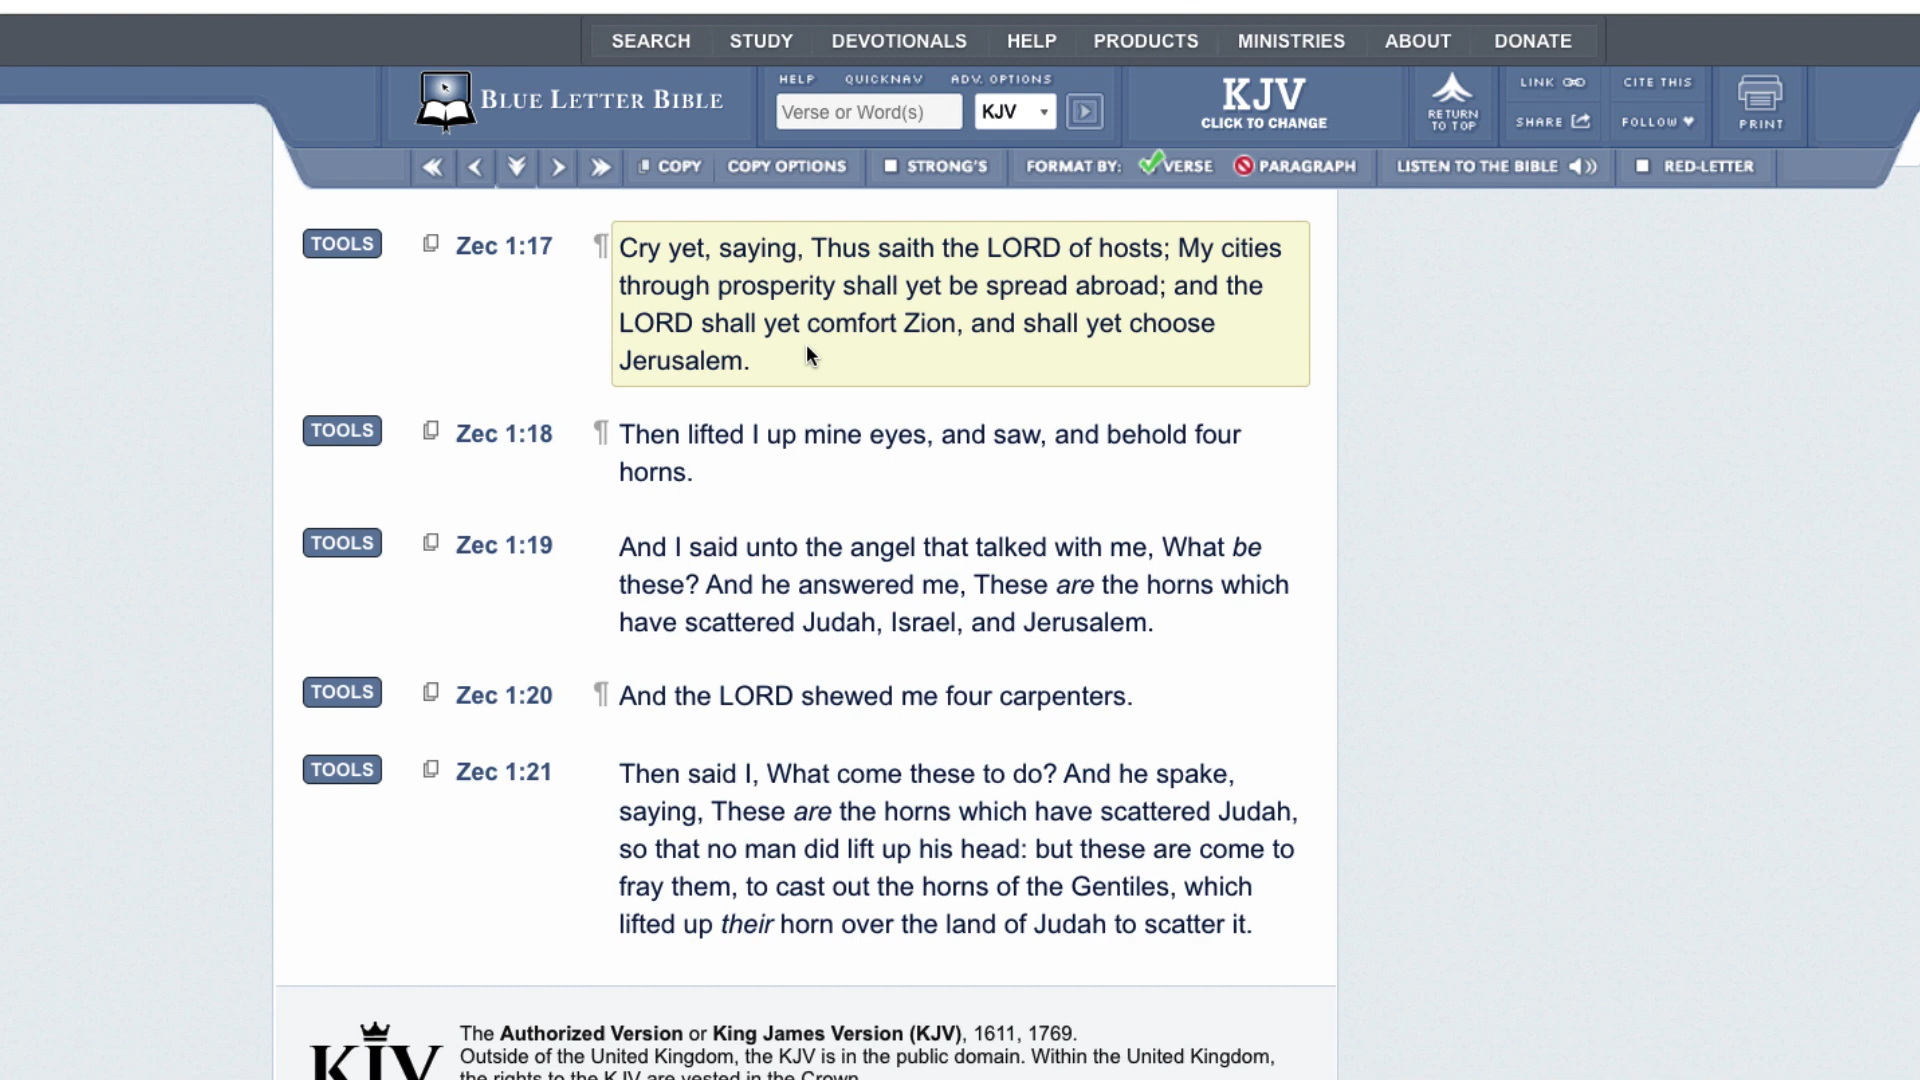 SEARCH STUDY DEVOTIONALS HELP PRODUCTS MINISTRIES ABOUT DONATE
BLUE LETTER BIBLE
HELP QUICKNAV ADV. OPTIONS
Verse or Word(s) KJV
KJV
CLICK TO CHANGE
RETURN
TO TOP
LINK CITE THIS
SHARE FOLLOW
PRINT
COPY COPY OPTIONS STRONG'S FORMAT BY: VERSE PARAGRAPH LISTEN TO THE BIBLE RED-LETTER
TOOLS Zec 1:17 ¶ Cry yet, saying, Thus saith the LORD of hosts; My cities
through prosperity shall yet be spread abroad; and the
LORD shall yet comfort Zion, and shall yet choose
Jerusalem.
TOOLS Zec 1:18 ¶ Then lifted I up mine eyes, and saw, and behold four
horns.
TOOLS Zec 1:19 And I said unto the angel that talked with me, What be
these? And he answered me, These are the horns which
have scattered Judah, Israel, and Jerusalem.
TOOLS Zec 1:20 ¶ And the LORD shewed me four carpenters.
TOOLS Zec 1:21 Then said I, What come these to do? And he spake,
saying, These are the horns which have scattered Judah,
so that no man did lift up his head: but these are come to
fray them, to cast out the horns of the Gentiles, which
lifted up their horn over the land of Judah to scatter it.
KJV
The Authorized Version or King James Version (KJV), 1611, 1769.
Outside of the United Kingdom, the KJV is in the public domain. Within the United Kingdom,
the rights to the KJV are vested in the Crown.